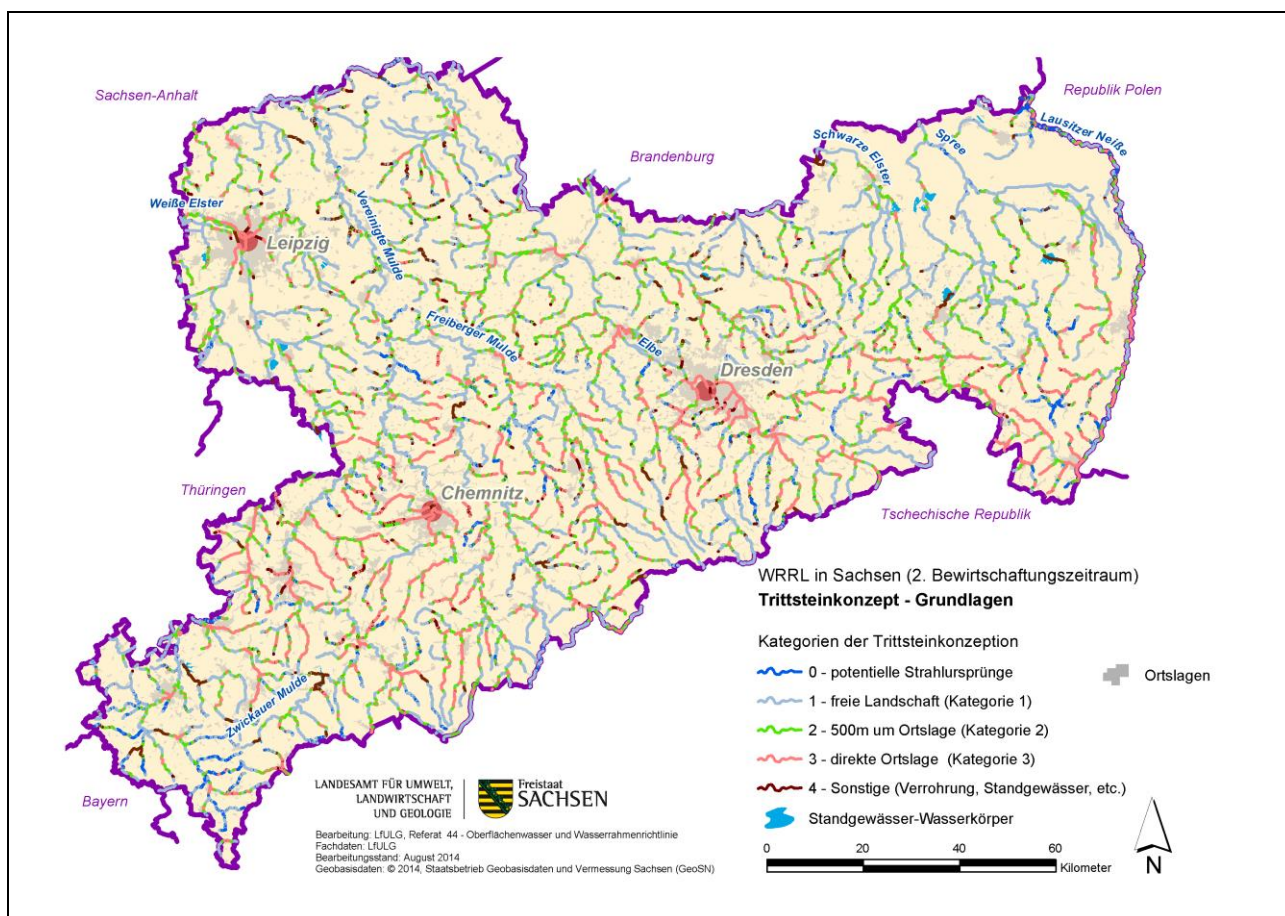 Sachsen-Anhalt
Republik Polen
Lausitzer Neiße
Brandenburg
Schwarze Elster
Spree
Weiße Elster
Leipzig
Vereinigte Mulde
Freiberger Mulde
Elbe
Dresden
Thüringen
Chemnitz
Tschechische Republik
Zwickauer Mulde
Bayern
WRRL in Sachsen (2. Bewirtschaftungszeitraum)
Trittsteinkonzept - Grundlagen
Kategorien der Trittsteinkonzeption
0 - potentielle Strahlursprünge
Ortslagen
1 - freie Landschaft (Kategorie 1)
2 - 500m um Ortslage (Kategorie 2)
3 - direkte Ortslage (Kategorie 3)
4 - Sonstige (Verrohrung, Standgewässer, etc.)
Standgewässer-Wasserkörper
0 20 40 60
Kilometer
N
LANDESAMT FÜR UMWELT,
LANDWIRTSCHAFT
UND GEOLOGIE
Freistaat
SACHSEN
Bearbeitung: LfULG, Referat 44 - Oberflächenwasser und Wasserrahmenrichtlinie
Fachdaten: LfULG
Bearbeitungsstand: August 2014
Geobasisdaten: © 2014, Staatsbetrieb Geobasisdaten und Vermessung Sachsen (GeoSN)